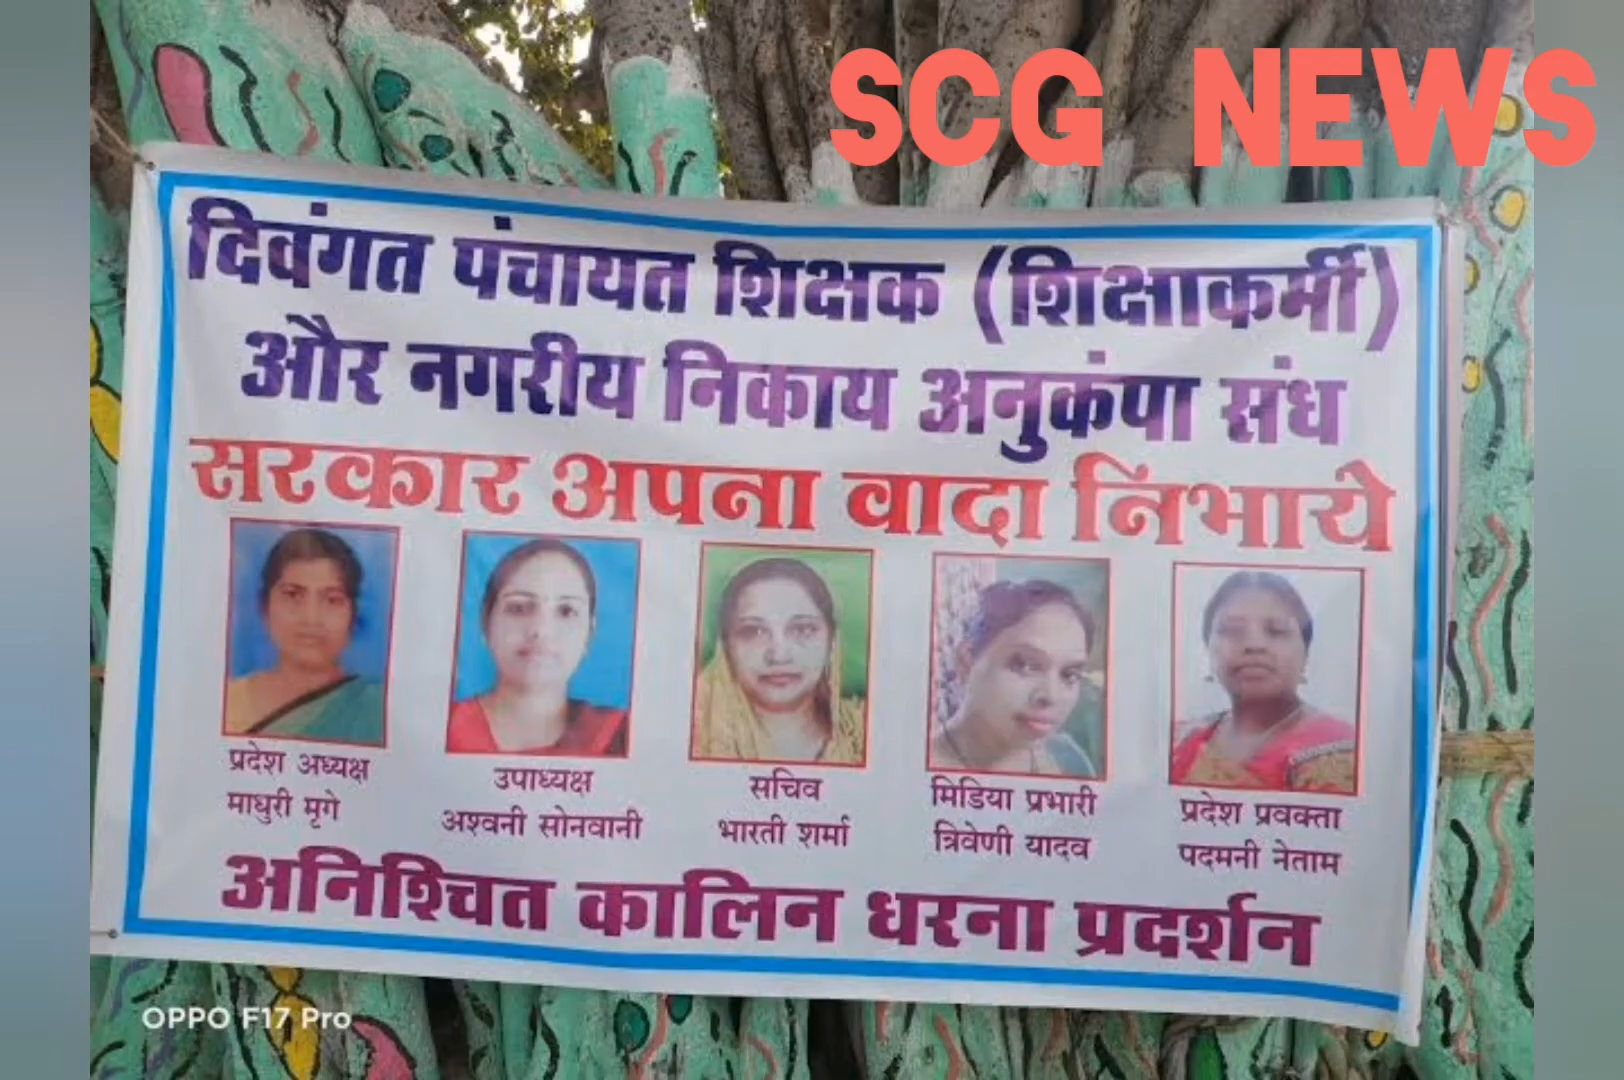 SCG NEWS
दिवंगत पंचायत शिक्षक (शिक्षाकर्मी)
और नगरीय निकाय अनुकंपा संध
सरकार अपना वादा निभाये
प्रदेश अध्यक्ष
माधुरी मृगे
उपाध्यक्ष
अश्वनी सोनवानी
सचिव
भारती शर्मा
मिडिया प्रभारी
त्रिवेणी यादव
प्रदेश प्रवक्ता
पदमनी नेताम
अनिश्चित कालिन धरना प्रदर्शन
OPPO F17 Pro